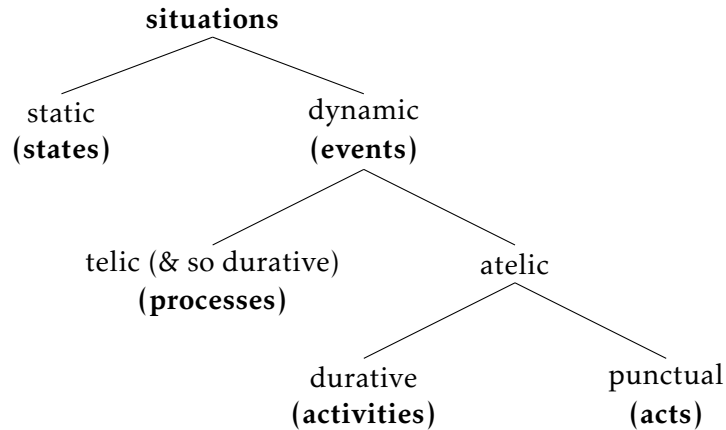 situations
static
(states)
dynamic
(events)
telic (& so durative)
(processes)
atelic
durative
(activities)
punctual
(acts)